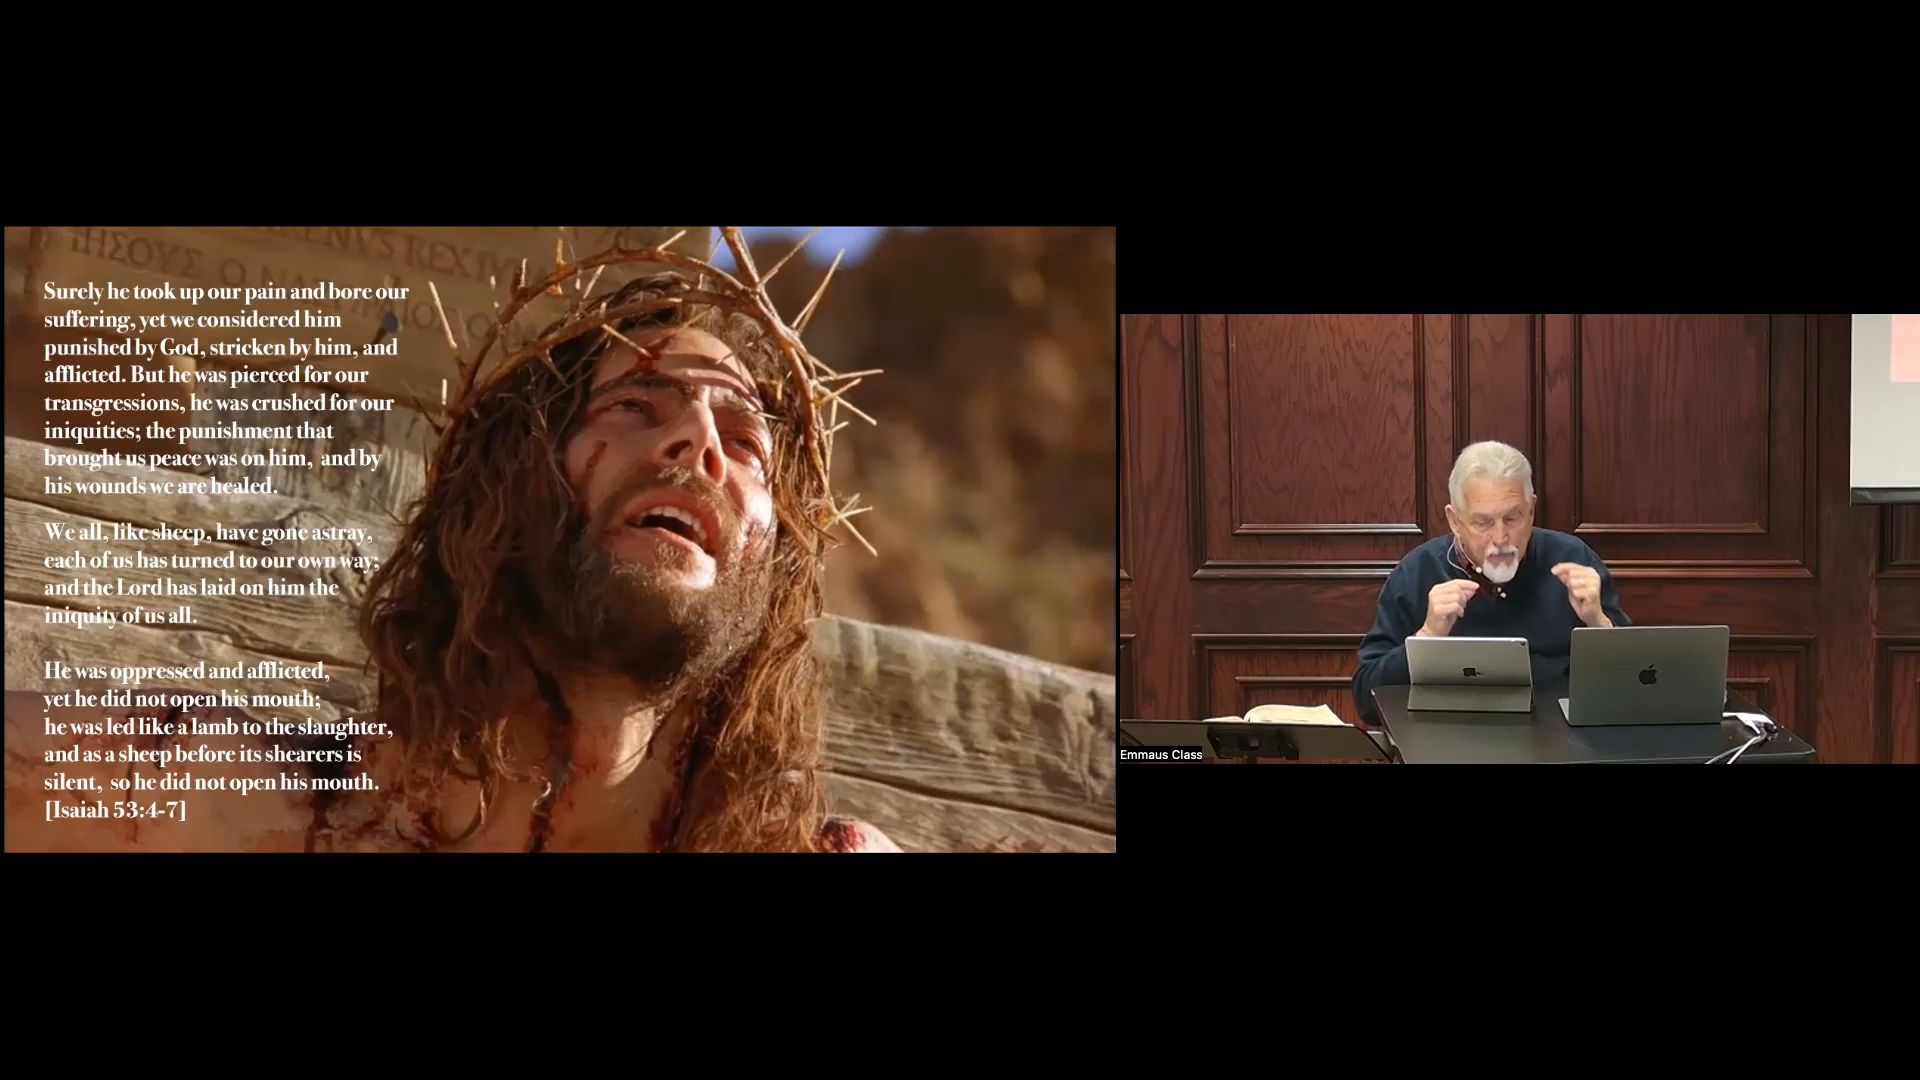 ΙΗΣΟΥΣ Ο
REX
Surely he took up our pain and bore our
suffering, yet we considered him
punished by God, stricken by him, and
afflicted. But he was pierced for our
transgressions, he was crushed for our
iniquities; the punishment that
brought us peace was on him,  and by
his wounds we are healed.
We all, like sheep, have gone astray,
each of us has turned to our own way;
and the Lord has laid on him the
iniquity of us all.
He was oppressed and afflicted,
yet he did not open his mouth;
he was led like a lamb to the slaughter,
and as a sheep before its shearers is
silent,  so he did not open his mouth.
[Isaiah 53:4-7]
Emmaus Class